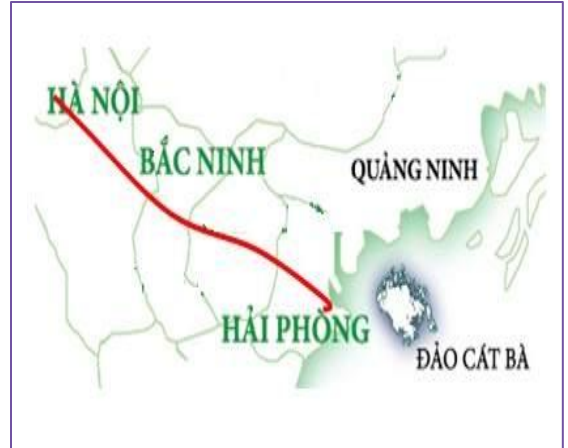 HÀ NỘI
BẮC NINH
QUẢNG NINH
HẢI PHÒNG
ĐẢO CÁT BÀ